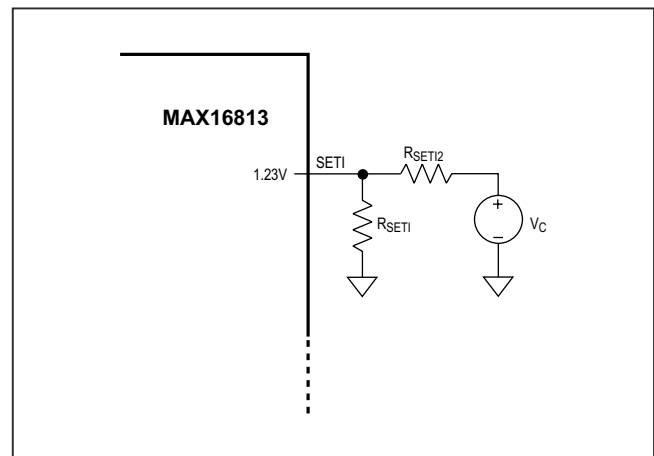 MAX16813
1.23V
SETI
RSETI2
RSETI
+
−
VC